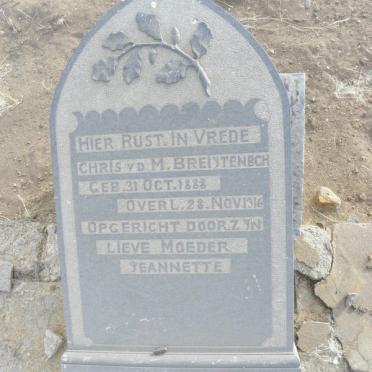 HIER RUST IN VREDE
CHRIS V D M. BREIJTENBCH
GEB. 31 OCT. 1888
OVERL. 28. NOV 1916
OPGERICHT DOOR Z'YN
LIEVE MOEDER
JEANNETTE